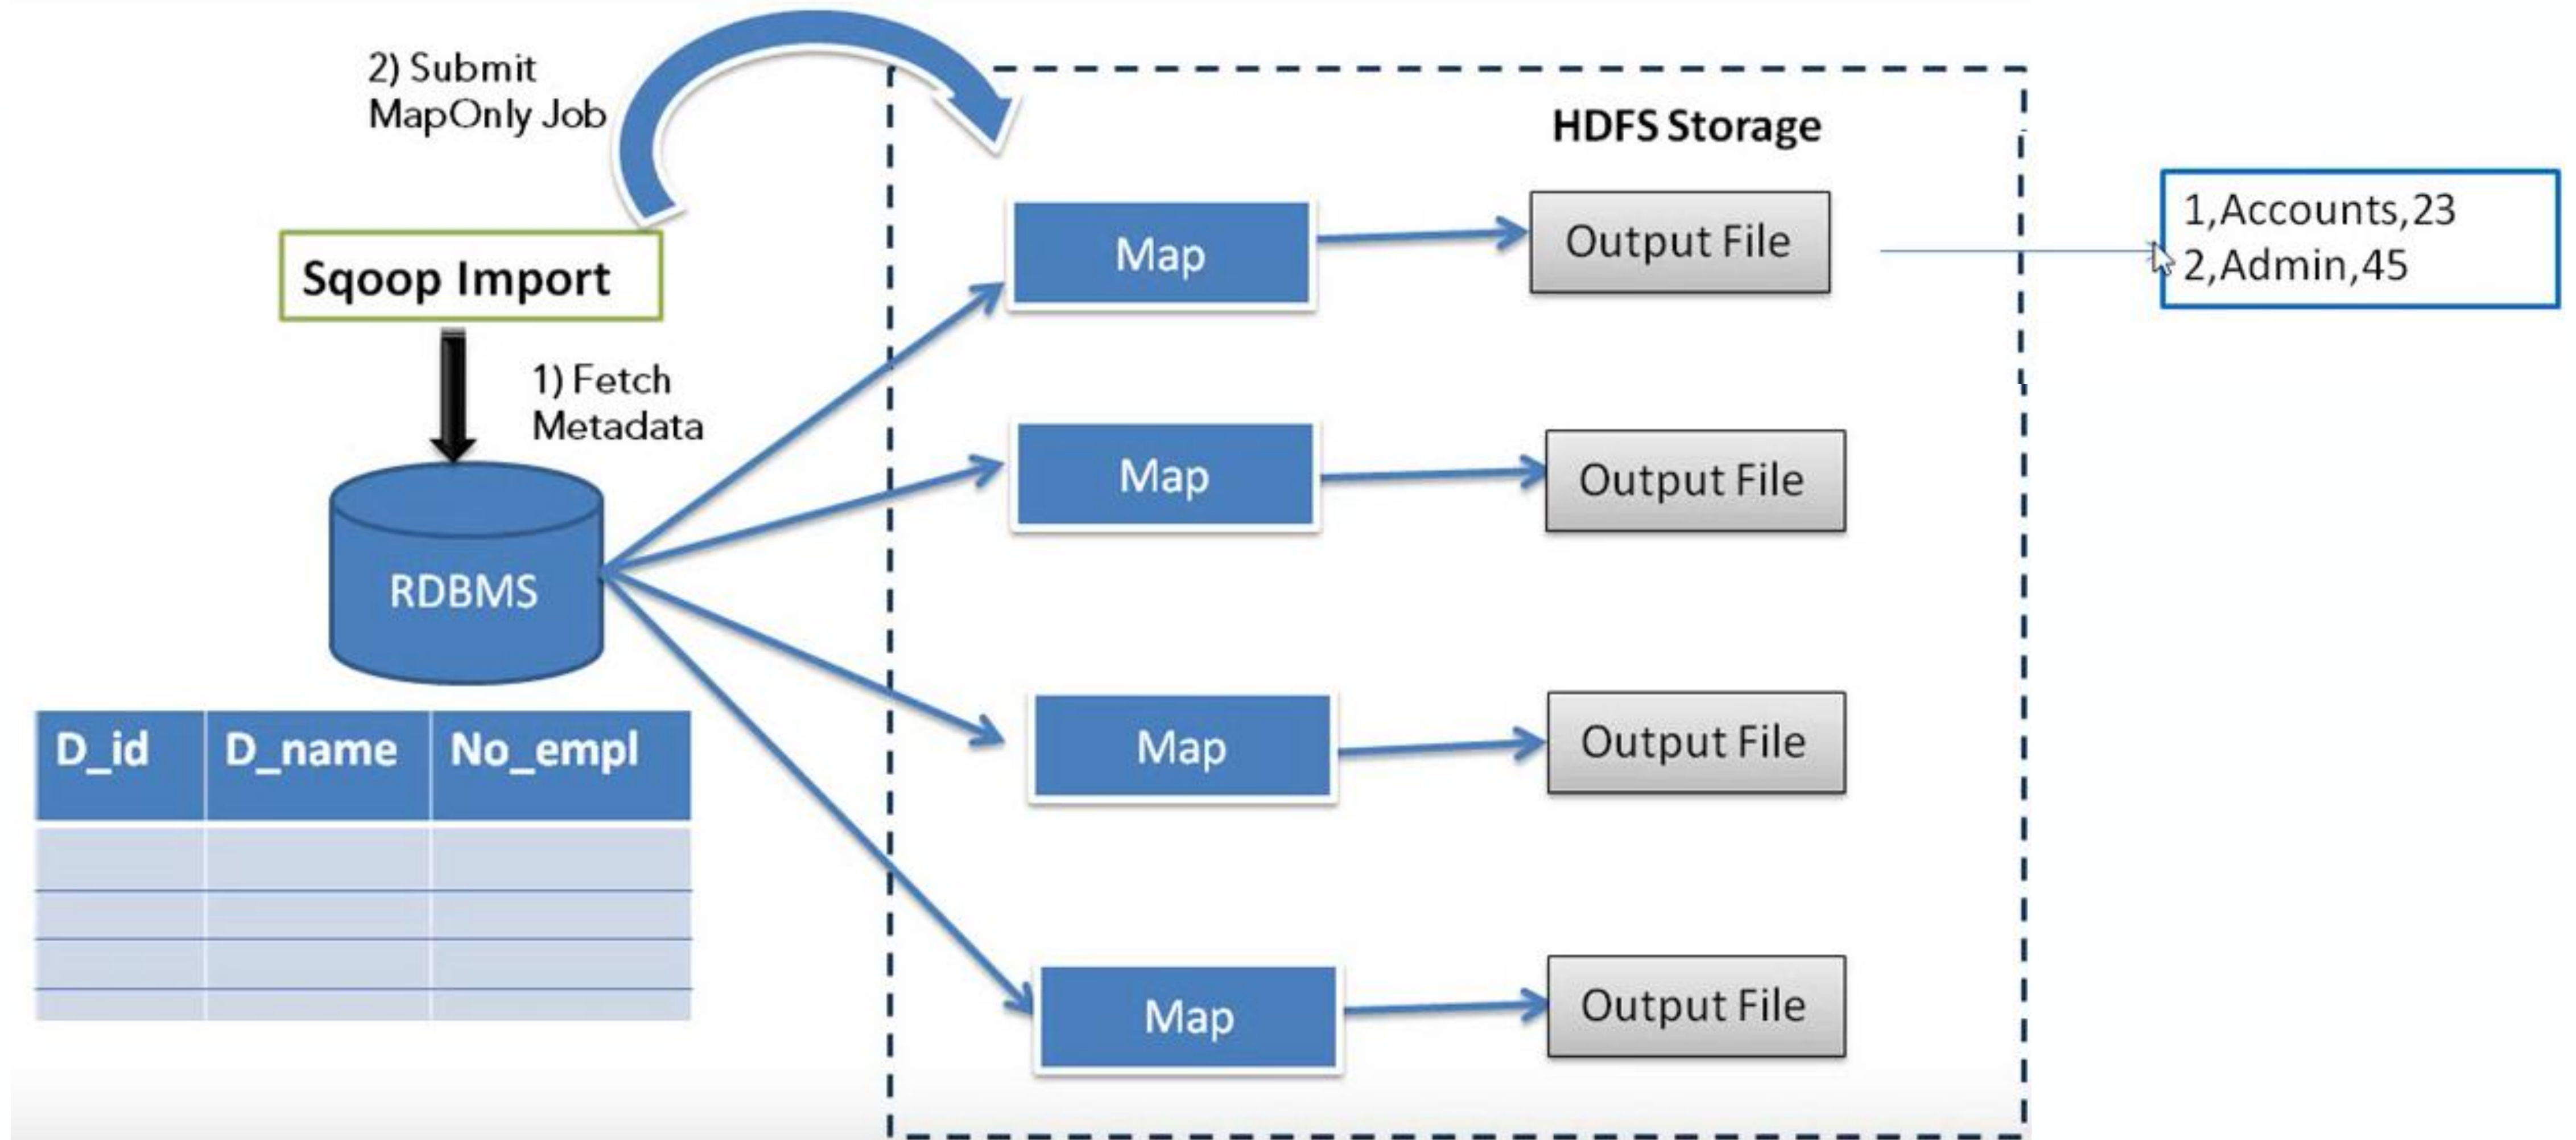 2) Submit
MapOnly Job
HDFS Storage
Sqoop Import
1) Fetch
Metadata
RDBMS
D_id D_name No_empl
Map
Output File
1,Accounts,23
2,Admin,45
Map
Output File
Map
Output File
Map
Output File